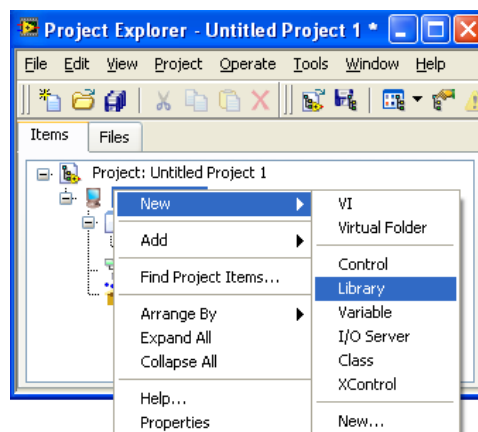 Project Explorer - Untitled Project 1 *
File Edit View Project Operate Tools Window Help
Items Files
Project: Untitled Project 1
New
Add
Find Project Items...
Arrange By
Expand All
Collapse All
Help...
Properties
VI
Virtual Folder
Control
Library
Variable
I/O Server
Class
XControl
New...